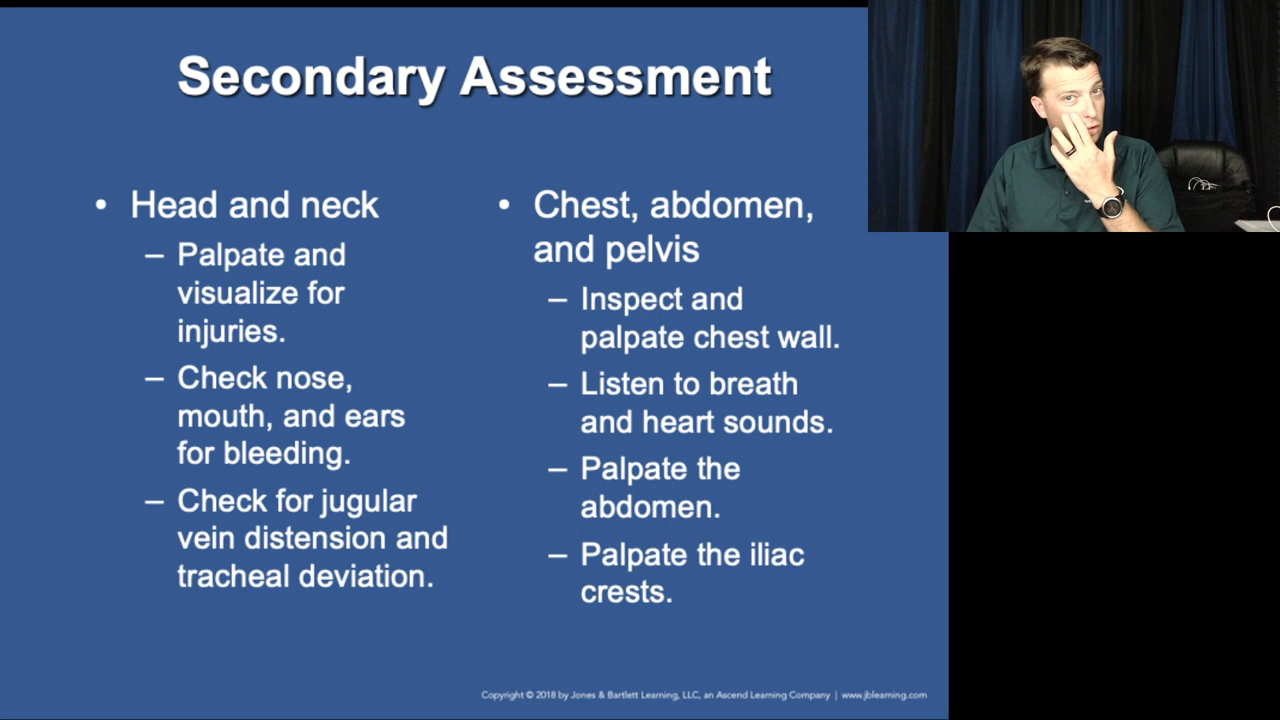 Secondary Assessment
• Head and neck
– Palpate and
visualize for
injuries.
– Check nose,
mouth, and ears
for bleeding.
– Check for jugular
vein distension and
tracheal deviation.
• Chest, abdomen,
and pelvis
– Inspect and
palpate chest wall.
– Listen to breath
and heart sounds.
– Palpate the
abdomen.
– Palpate the iliac
crests.
Copyright © 2018 by Jones & Bartlett Learning, LLC, an Ascend Learning Company | www.jblearning.com